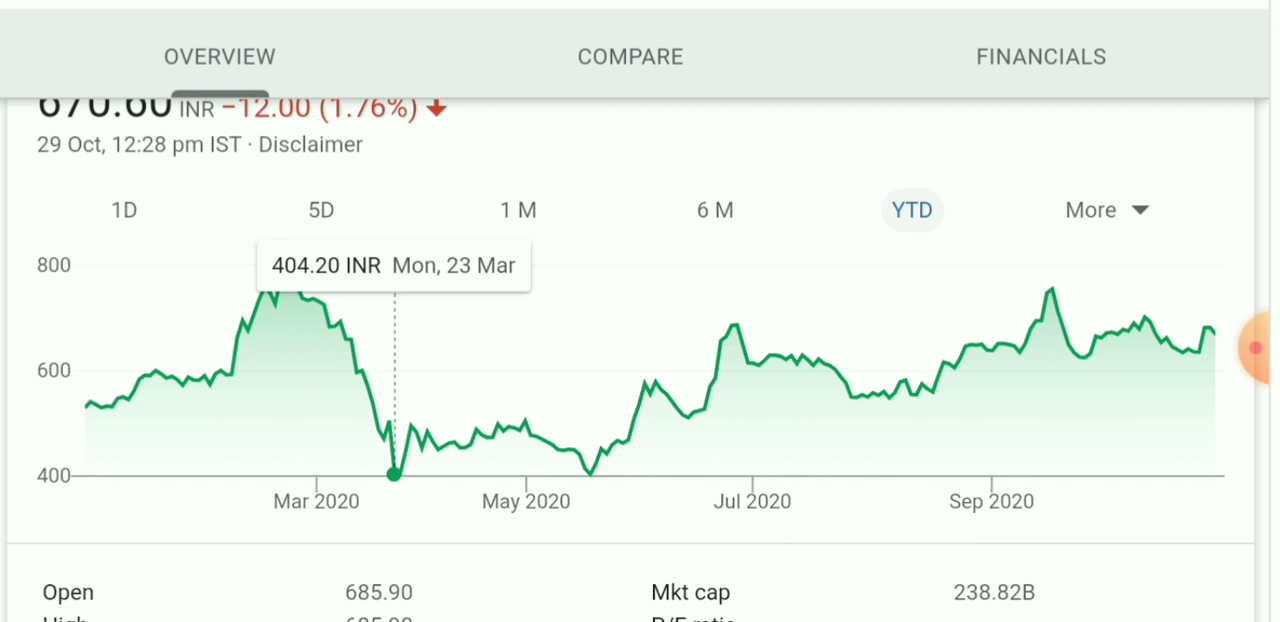 OVERVIEW COMPARE FINANCIALS
670.60 INR −12.00 (1.76%)
29 Oct, 12:28 pm IST · Disclaimer
1D 5D 1 M 6 M YTD More
404.20 INR Mon, 23 Mar
800
600
400
Mar 2020 May 2020 Jul 2020 Sep 2020
Open 685.90 Mkt cap 238.82B